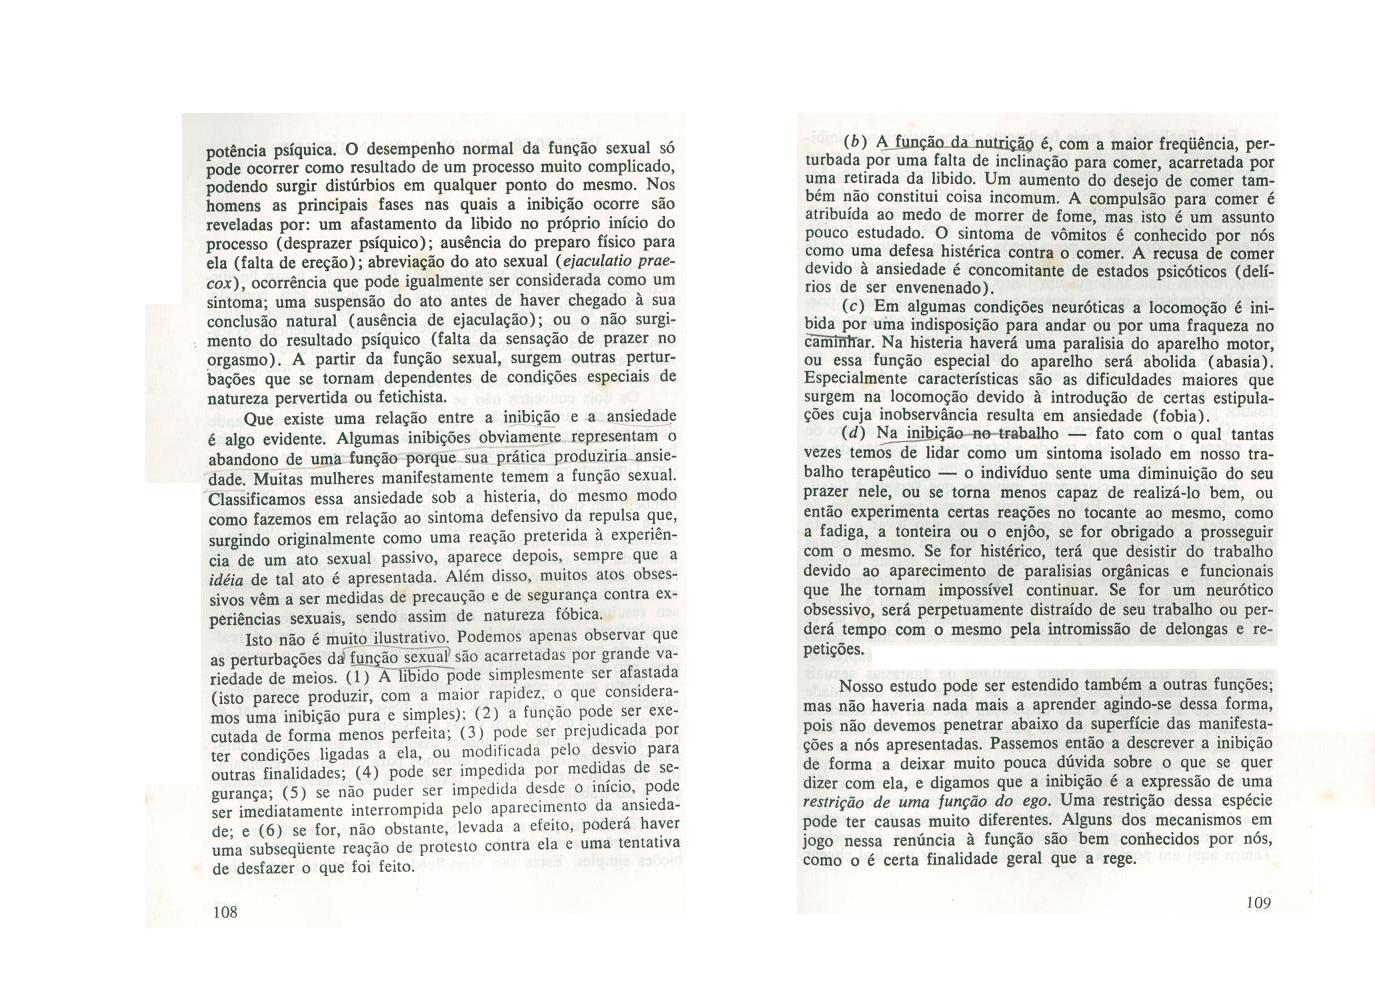 potência psíquica. O desempenho normal da função sexual só
pode ocorrer como resultado de um processo muito complicado,
podendo surgir distúrbios em qualquer ponto do mesmo. Nos
homens as principais fases nas quais a inibição ocorre são
reveladas por: um afastamento da libido no próprio início do
processo (desprazer psíquico); ausência do preparo físico para
ela (falta de ereção); abreviação do ato sexual (ejaculatio prae-
cox), ocorrência que pode igualmente ser considerada como um
sintoma; uma suspensão do ato antes de haver chegado à sua
conclusão natural (ausência de ejaculação); ou o não surgi-
mento do resultado psíquico (falta da sensação de prazer no
orgasmo). A partir da função sexual, surgem outras pertur-
bações que se tornam dependentes de condições especiais de
natureza pervertida ou fetichista.
Que existe uma relação entre a inibição e a ansiedade
é algo evidente. Algumas inibições obviamente representam o
abandono de uma função porque sua prática produziria ansie-
dade. Muitas mulheres manifestamente temem a função sexual.
Classificamos essa ansiedade sob a histeria, do mesmo modo
como fazemos em relação ao sintoma defensivo da repulsa que,
surgindo originalmente como uma reação preterida à experiên-
cia de um ato sexual passivo, aparece depois, sempre que a
idéia de tal ato é apresentada. Além disso, muitos atos obses-
sivos vêm a ser medidas de precaução e de segurança contra ex-
periências sexuais, sendo assim de natureza fóbica.
Isto não é muito ilustrativo. Podemos apenas observar que
as perturbações da função sexual são acarretadas por grande va-
riedade de meios. (1) A libido pode simplesmente ser afastada
(isto parece produzir, com a maior rapidez, o que considera-
mos uma inibição pura e simples); (2) a função pode ser exe-
cutada de forma menos perfeita; (3) pode ser prejudicada por
ter condições ligadas a ela, ou modificada pelo desvio para
outras finalidades; (4) pode ser impedida por medidas de se-
gurança; (5) se não puder ser impedida desde o início, pode
ser imediatamente interrompida pelo aparecimento da ansieda-
de; e (6) se for, não obstante, levada a efeito, poderá haver
uma subseqüente reação de protesto contra ela e uma tentativa
de desfazer o que foi feito.
108
(b) A função da nutrição é, com a maior freqüência, per-
turbada por uma falta de inclinação para comer, acarretada por
uma retirada da libido. Um aumento do desejo de comer tam-
bém não constitui coisa incomum. A compulsão para comer é
atribuída ao medo de morrer de fome, mas isto é um assunto
pouco estudado. O sintoma de vômitos é conhecido por nós
como uma defesa histérica contra o comer. A recusa de comer
devido à ansiedade é concomitante de estados psicóticos (delí-
rios de ser envenenado).
(c) Em algumas condições neuróticas a locomoção é ini-
bida por uma indisposição para andar ou por uma fraqueza no
caminhar. Na histeria haverá uma paralisia do aparelho motor,
ou essa função especial do aparelho será abolida (abasia).
Especialmente características são as dificuldades maiores que
surgem na locomoção devido à introdução de certas estipula-
ções cuja inobservância resulta em ansiedade (fobia).
(d) Na inibição no trabalho — fato com o qual tantas
vezes temos de lidar como um sintoma isolado em nosso tra-
balho terapêutico — o indivíduo sente uma diminuição do seu
prazer nele, ou se torna menos capaz de realizá-lo bem, ou
então experimenta certas reações no tocante ao mesmo, como
a fadiga, a tonteira ou o enjôo, se for obrigado a prosseguir
com o mesmo. Se for histérico, terá que desistir do trabalho
devido ao aparecimento de paralisias orgânicas e funcionais
que lhe tornam impossível continuar. Se for um neurótico
obsessivo, será perpetuamente distraído de seu trabalho ou per-
derá tempo com o mesmo pela intromissão de delongas e re-
petições.
Nosso estudo pode ser estendido também a outras funções;
mas não haveria nada mais a aprender agindo-se dessa forma,
pois não devemos penetrar abaixo da superfície das manifesta-
ções a nós apresentadas. Passemos então a descrever a inibição
de forma a deixar muito pouca dúvida sobre o que se quer
dizer com ela, e digamos que a inibição é a expressão de uma
restrição de uma função do ego. Uma restrição dessa espécie
pode ter causas muito diferentes. Alguns dos mecanismos em
jogo nessa renúncia à função são bem conhecidos por nós,
como o é certa finalidade geral que a rege.
109